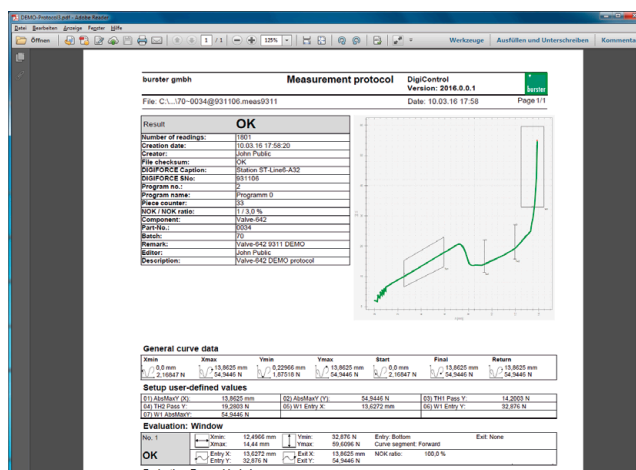 DEMO-Protocol3.pdf - Adobe Reader
Datei Bearbeiten Anzeige Fenster Hilfe
Öffnen 1 / 1 125% Werkzeuge Ausfüllen und Unterschreiben Kommentar
burster gmbh Measurement protocol DigiControl
Version: 2016.0.0.1
burster
File: C:\...\70~0034@931106.meas9311 Date: 10.03.16 17:58 Page1/1
Result OK
Number of readings: 1801
Creation date: 10.03.16 17:58:20
Creator: John Public
File checksum: OK
DIGIFORCE Caption: Station ST-Line6-A32
DIGIFORCE SNo: 931106
Program no.: 2
Program name: Programm 0
Piece counter: 33
NOK / NOK ratio: 1 / 3,0 %
Component: Valve-642
Part-No.: 0034
Batch: 70
Remark: Valve-642 9311 DEMO
Editor: John Public
Description: Valve-642 DEMO protocol
General curve data
Xmin Xmax Ymin Ymax Start Final Return
0,0 mm 13,8625 mm 0,22966 mm 13,8625 mm 0,0 mm 13,8625 mm 13,8625 mm
2,16847 N 54,9446 N 1,87518 N 54,9446 N 2,16847 N 54,9446 N 54,9446 N
Setup user-defined values
01) AbsMaxY (X): 13,8625 mm 02) AbsMaxY (Y): 54,9446 N 03) TH1 Pass Y: 14,2003 N
04) TH2 Pass Y: 19,2803 N 05) W1 Entry X: 13,6272 mm 06) W1 Entry Y: 32,876 N
07) W1 AbsMaxY: 54,9446 N
Evaluation: Window
No. 1 Xmin: 12,4966 mm Ymin: 32,876 N Entry: Bottom Exit: None
Xmax: 14,44 mm Ymax: 59,6096 N Curve segment: Forward
OK Entry X: 13,6272 mm Exit X: 13,8625 mm NOK ratio: 100,0 %
Entry Y: 32,876 N Exit Y: 54,9446 N